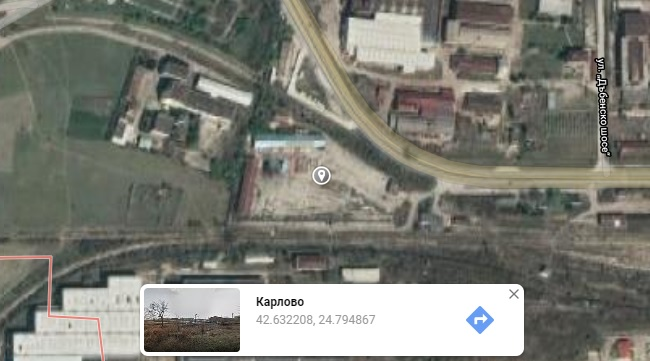 ул. „Дъбенско шосе“
Карлово
42.632208, 24.794867